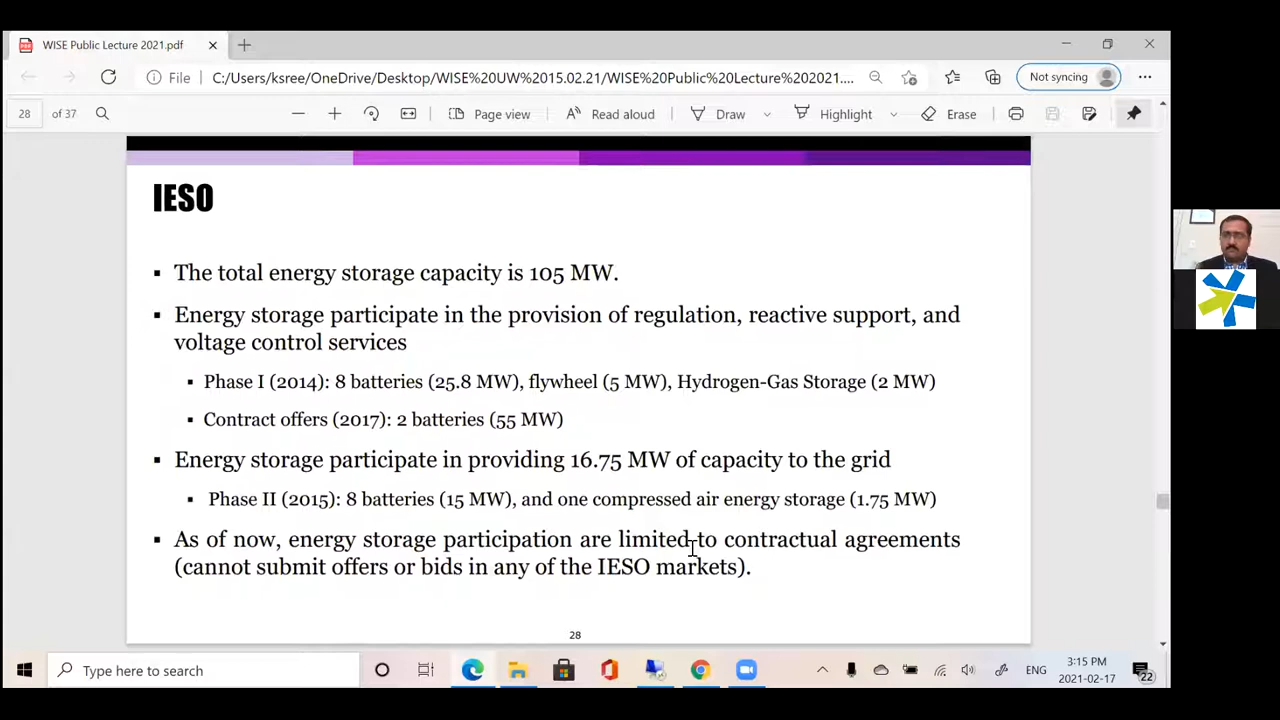 WISE Public Lecture 2021.pdf
File
C:/Users/ksree/OneDrive/Desktop/WISE%20UW%2015.02.21/WISE%20Public%20Lecture%202021....
Not syncing
28 of 37
Page view
Read aloud
Draw
Highlight
Erase
IESO
▪ The total energy storage capacity is 105 MW.
▪ Energy storage participate in the provision of regulation, reactive support, and
voltage control services
▪ Phase I (2014): 8 batteries (25.8 MW), flywheel (5 MW), Hydrogen-Gas Storage (2 MW)
▪ Contract offers (2017): 2 batteries (55 MW)
▪ Energy storage participate in providing 16.75 MW of capacity to the grid
▪ Phase II (2015): 8 batteries (15 MW), and one compressed air energy storage (1.75 MW)
▪ As of now, energy storage participation are limited to contractual agreements
(cannot submit offers or bids in any of the IESO markets).
28
Type here to search
ENG
3:15 PM
2021-02-17
22